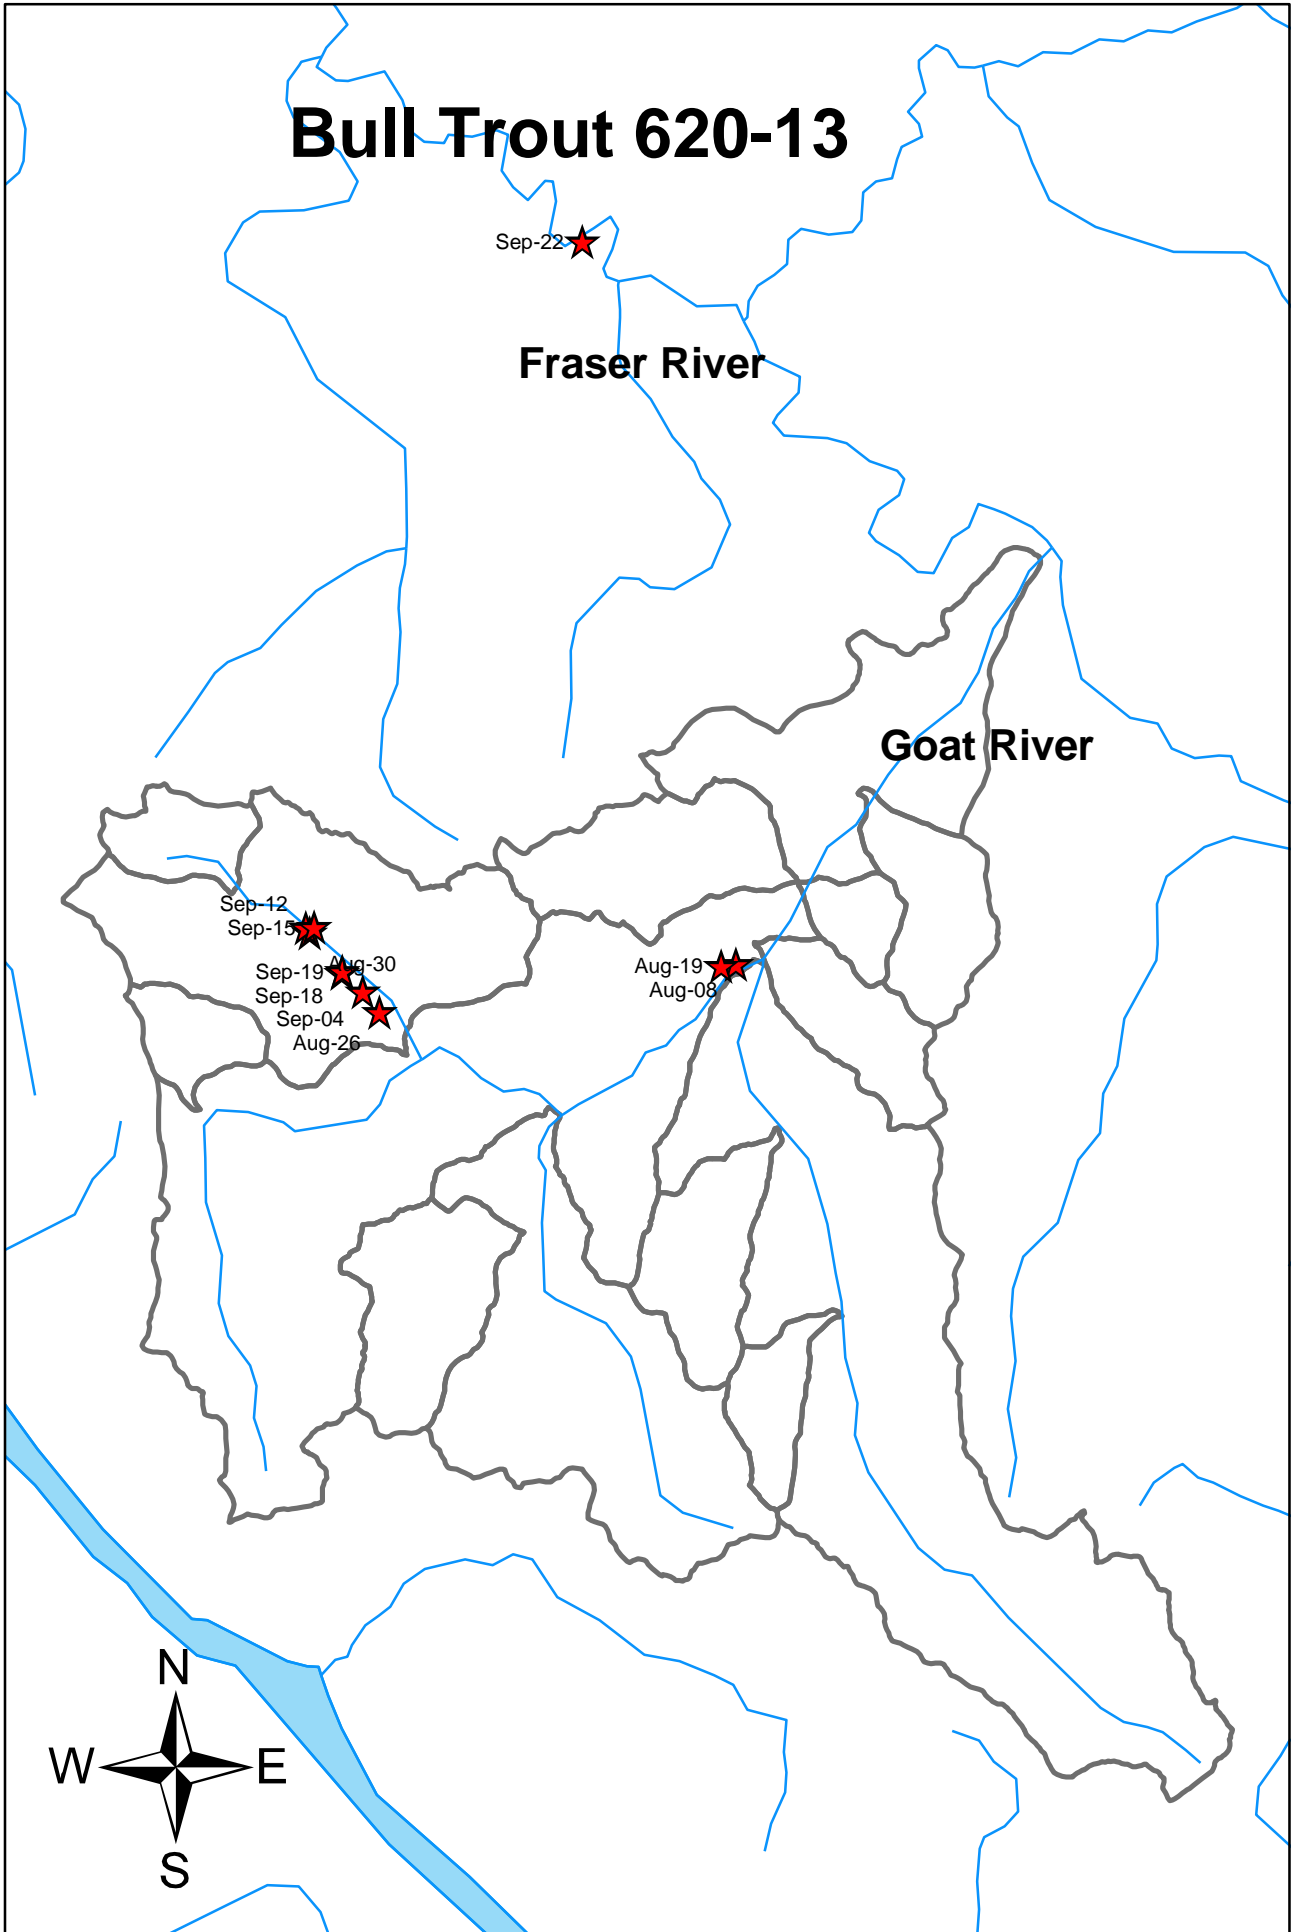 Bull Trout 620-13
Sep-22
Fraser River
Goat River
Sep-12
Sep-15
Aug-30
Sep-19
Sep-18
Sep-04
Aug-26
Aug-19
Aug-08
N
W E
S